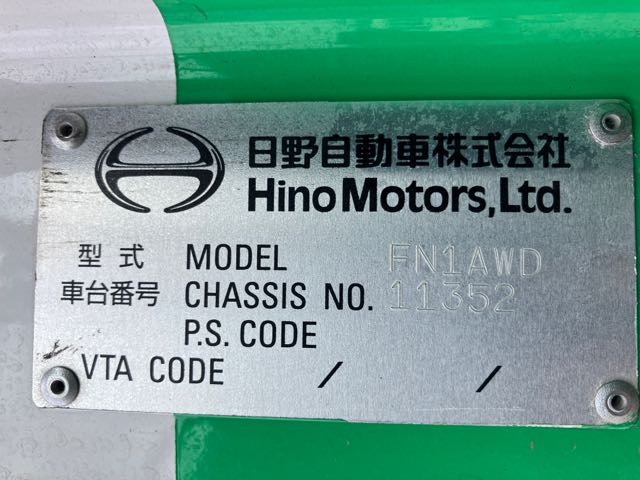 日野自動車株式会社
Hino Motors, Ltd.
型式 MODEL FN1AWD
車台番号 CHASSIS NO. 11352
P.S. CODE
VTA CODE / /